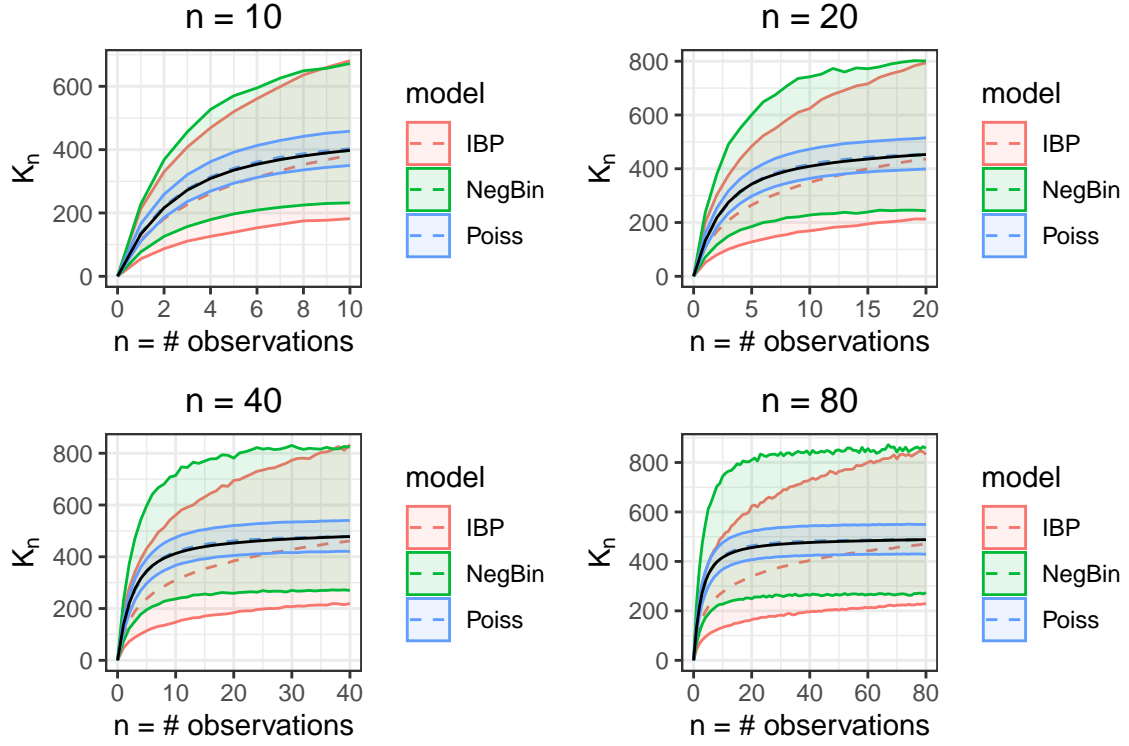 n = 10
600
400
200
0
K_n
0 2 4 6 8 10
n = # observations
model
IBP
NegBin
Poiss
n = 20
800
600
400
200
0
K_n
0 5 10 15 20
n = # observations
model
IBP
NegBin
Poiss
n = 40
800
600
400
200
0
K_n
0 10 20 30 40
n = # observations
model
IBP
NegBin
Poiss
n = 80
800
600
400
200
0
K_n
0 20 40 60 80
n = # observations
model
IBP
NegBin
Poiss